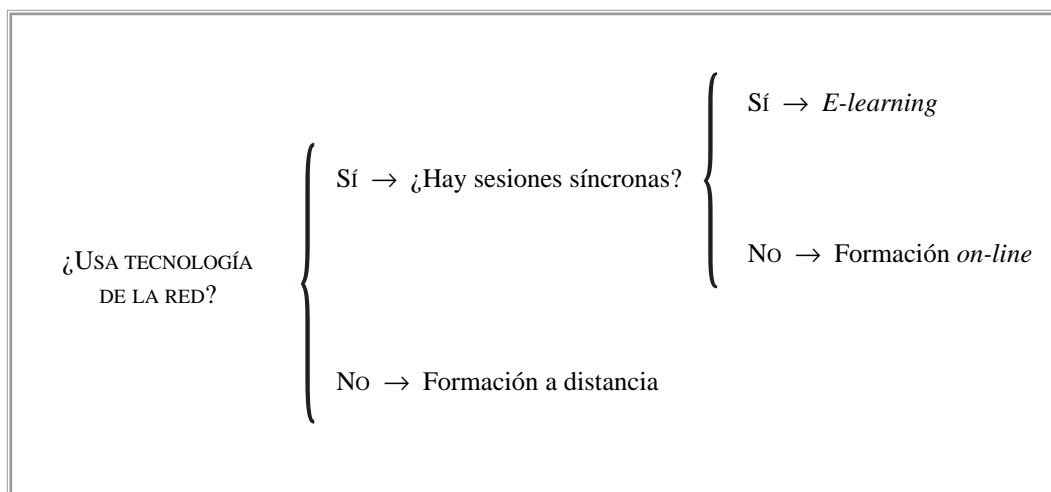 Sí → E-learning
Sí → ¿Hay sesiones síncronas?
No → Formación on-line
¿Usa tecnología
de la red?
No → Formación a distancia